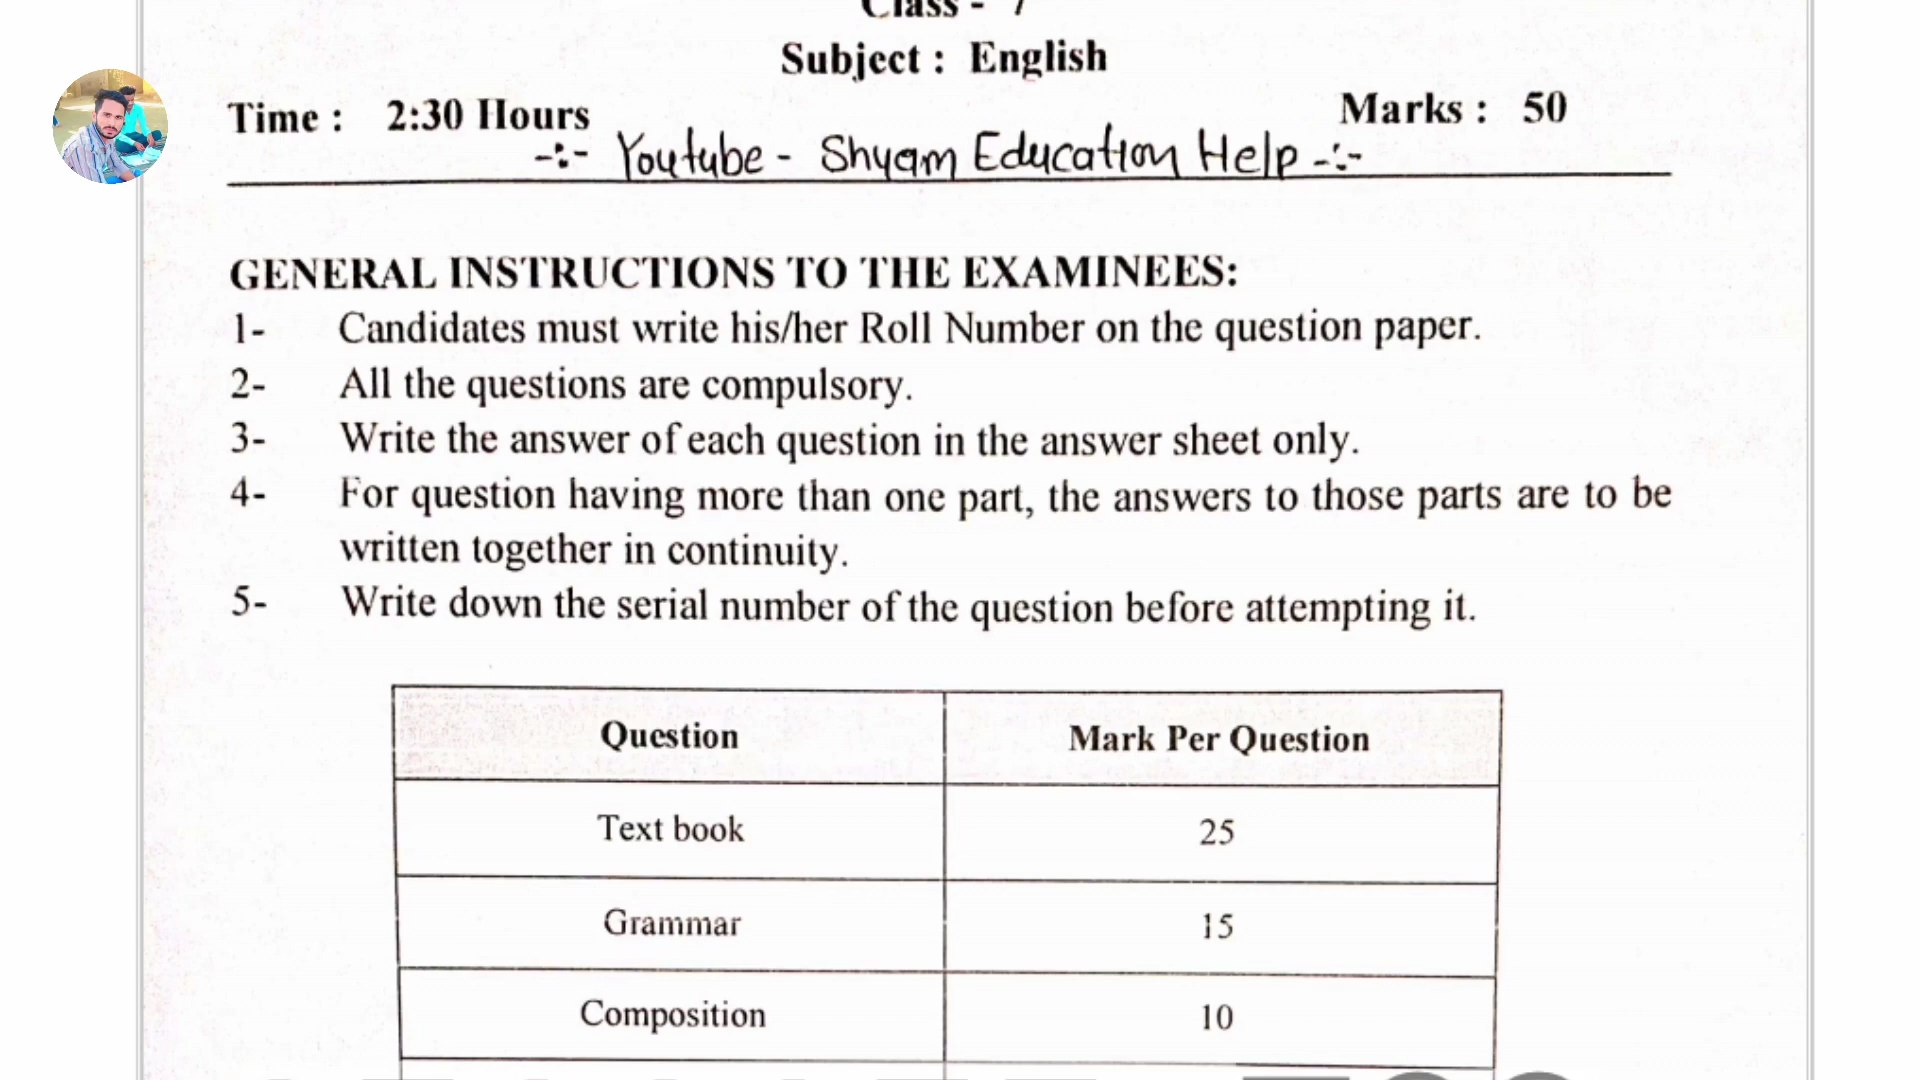 Class - 7
Subject : English
Time : 2:30 Hours Marks : 50
-:- Youtube - Shyam Education Help -:-
GENERAL INSTRUCTIONS TO THE EXAMINEES:
1- Candidates must write his/her Roll Number on the question paper.
2- All the questions are compulsory.
3- Write the answer of each question in the answer sheet only.
4- For question having more than one part, the answers to those parts are to be
written together in continuity.
5- Write down the serial number of the question before attempting it.
Question Mark Per Question
Text book 25
Grammar 15
Composition 10